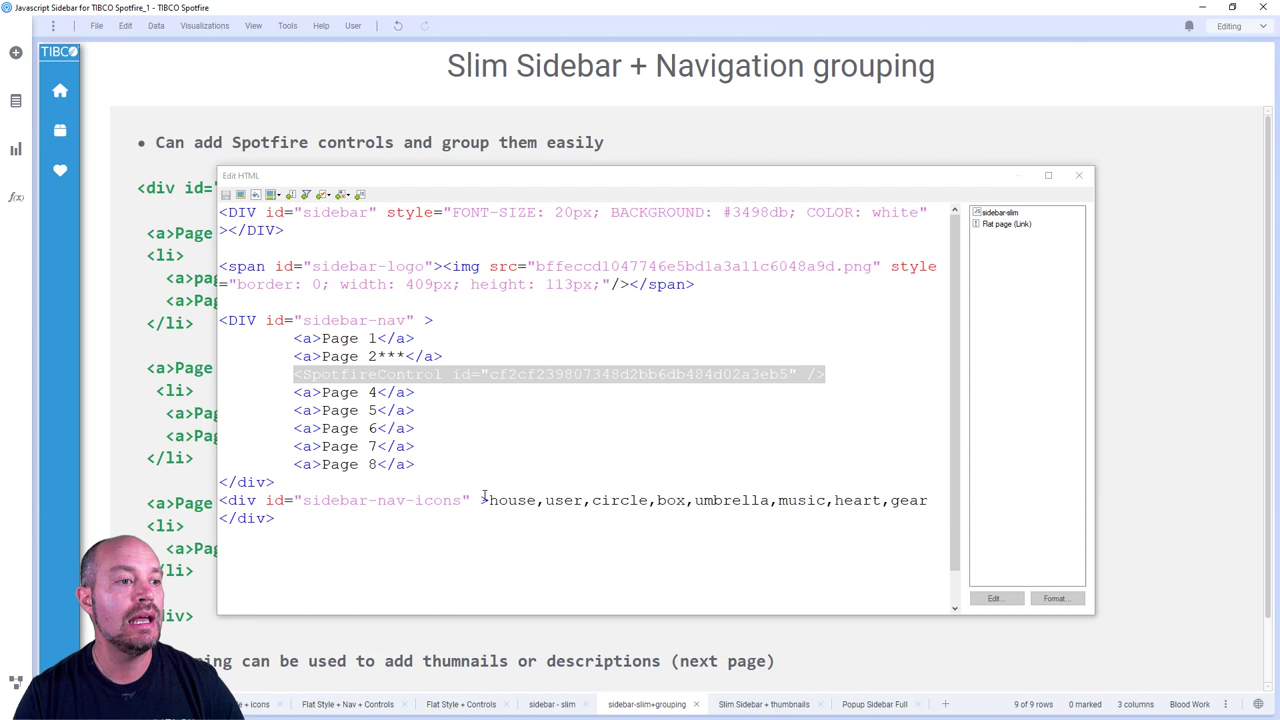 Javascript Sidebar for TIBCO Spotfire_1 - TIBCO Spotfire
File Edit Data Visualizations View Tools Help User
Editing
TIBCO
Slim Sidebar + Navigation grouping
• Can add Spotfire controls and group them easily
<div id="
<a>Page
<li>
<a>pag
<a>Pag
</li>
<a>Page
<li>
<a>Pag
<a>Pag
</li>
<a>Page
<li>
<a>Pag
</li>
div>
Edit HTML
<DIV id="sidebar" style="FONT-SIZE: 20px; BACKGROUND: #3498db; COLOR: white"
></DIV>
<span id="sidebar-logo"><img src="bffeccd1047746e5bd1a3a11c6048a9d.png" style
="border: 0; width: 409px; height: 113px;"/></span>
<DIV id="sidebar-nav" >
<a>Page 1</a>
<a>Page 2***</a>
<SpotfireControl id="cf2cf239807348d2bb6db484d02a3eb5" />
<a>Page 4</a>
<a>Page 5</a>
<a>Page 6</a>
<a>Page 7</a>
<a>Page 8</a>
</div>
<div id="sidebar-nav-icons" >house,user,circle,box,umbrella,music,heart,gear
</div>
sidebar-slim
Flat page (Link)
Edit... Format...
ing can be used to add thumnails or descriptions (next page)
e + icons Flat Style + Nav + Controls Flat Style + Controls sidebar - slim sidebar-slim+grouping Slim Sidebar + thumbnails Popup Sidebar Full
9 of 9 rows 0 marked 3 columns Blood Work
f(x)